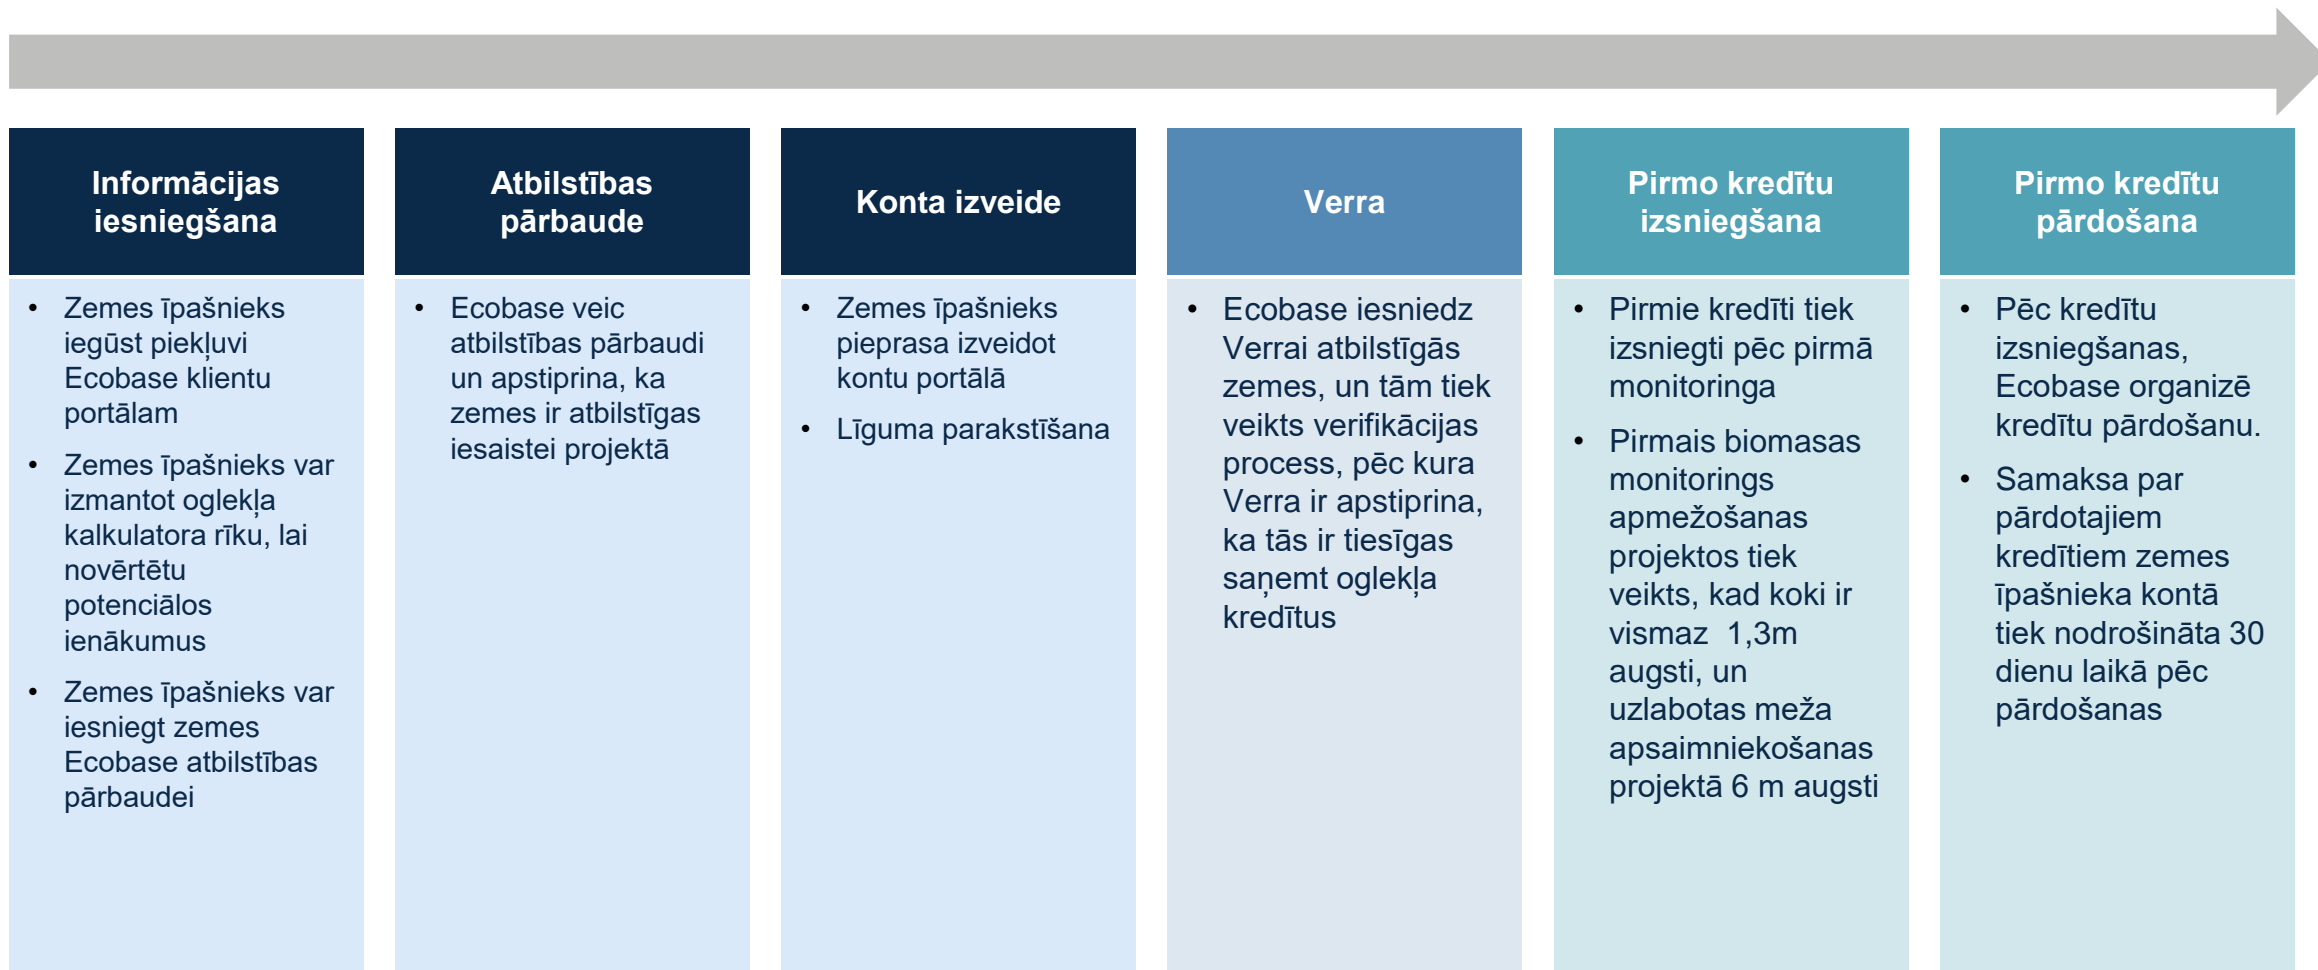 Informācijas
iesniegšana
• Zemes īpašnieks
iegūst piekļuvi
Ecobase klientu
portālam
• Zemes īpašnieks var
izmantot oglekļa
kalkulatora rīku, lai
novērtētu
potenciālos
ienākumus
• Zemes īpašnieks var
iesniegt zemes
Ecobase atbilstības
pārbaudei
Atbilstības
pārbaude
• Ecobase veic
atbilstības pārbaudi
un apstiprina, ka
zemes ir atbilstīgas
iesaistei projektā
Konta izveide
• Zemes īpašnieks
pieprasa izveidot
kontu portālā
• Līguma parakstīšana
Verra
• Ecobase iesniedz
Verrai atbilstīgās
zemes, un tām tiek
veikts verifikācijas
process, pēc kura
Verra ir apstiprina,
ka tās ir tiesīgas
saņemt oglekļa
kredītus
Pirmo kredītu
izsniegšana
• Pirmie kredīti tiek
izsniegti pēc pirmā
monitoringa
• Pirmais biomasas
monitorings
apmežošanas
projektos tiek
veikts, kad koki ir
vismaz  1,3m
augsti, un
uzlabotas meža
apsaimniekošanas
projektā 6 m augsti
Pirmo kredītu
pārdošana
• Pēc kredītu
izsniegšanas,
Ecobase organizē
kredītu pārdošanu.
• Samaksa par
pārdotajiem
kredītiem zemes
īpašnieka kontā
tiek nodrošināta 30
dienu laikā pēc
pārdošanas